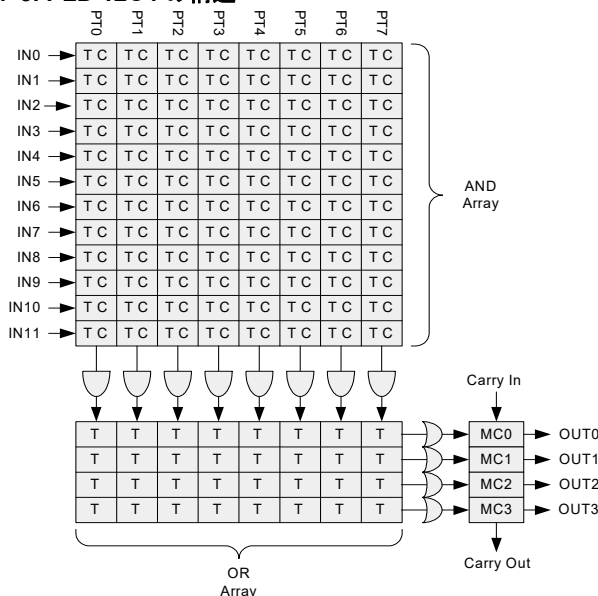 PT0 PT1 PT2 PT3 PT4 PT5 PT6 PT7
IN0 T C T C T C T C T C T C T C T C
IN1 T C T C T C T C T C T C T C T C
IN2 T C T C T C T C T C T C T C T C
IN3 T C T C T C T C T C T C T C T C
IN4 T C T C T C T C T C T C T C T C
IN5 T C T C T C T C T C T C T C T C
IN6 T C T C T C T C T C T C T C T C
IN7 T C T C T C T C T C T C T C T C
IN8 T C T C T C T C T C T C T C T C
IN9 T C T C T C T C T C T C T C T C
IN10 T C T C T C T C T C T C T C T C
IN11 T C T C T C T C T C T C T C T C
AND
Array
Carry In
T T T T T T T T MC0 OUT0
T T T T T T T T MC1 OUT1
T T T T T T T T MC2 OUT2
T T T T T T T T MC3 OUT3
Carry Out
OR
Array